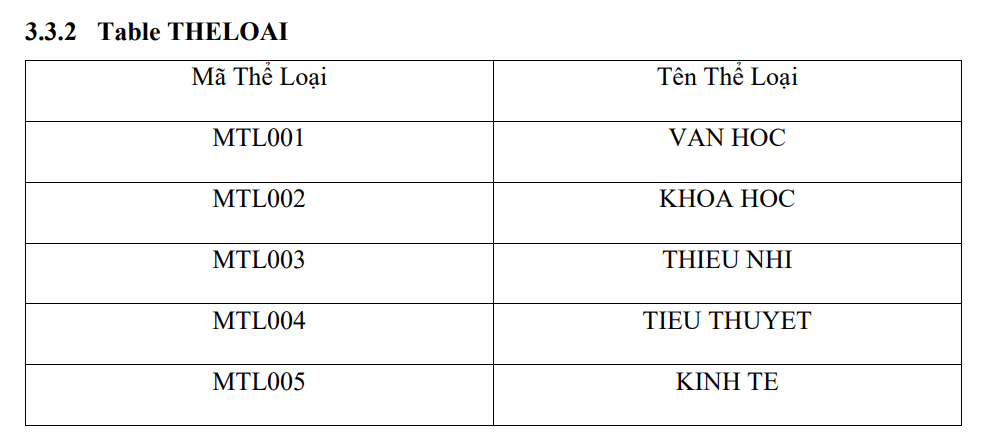 3.3.2 Table THELOAI
Mã Thể Loại Tên Thể Loại
MTL001 VAN HOC
MTL002 KHOA HOC
MTL003 THIEU NHI
MTL004 TIEU THUYET
MTL005 KINH TE